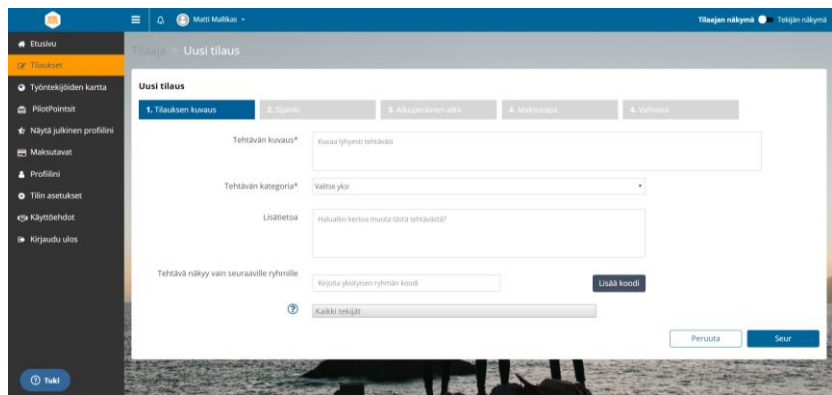 Matti Mallikas
Tilaajan näkymä
Tekijän näkymä
Etusivu
Tilaukset
Työntekijöiden kartta
PilotPointsit
Näytä julkinen profiilini
Maksutavat
Profiilini
Tilin asetukset
Käyttöehdot
Kirjaudu ulos
Tuki
Tilaaja > Uusi tilaus
Uusi tilaus
1. Tilauksen kuvaus
2. Sijainti
3. Alkuperäinen aika
4. Maksutapa
4. Vahvista
Tehtävän kuvaus*
Kuvaa lyhyesti tehtäväsi
Tehtävän kategoria*
Valitse yksi
Lisätietoa
Haluatko kertoa muuta tästä tehtävästä?
Tehtävä näkyy vain seuraaville ryhmille
Kirjoita yksityisen ryhmän koodi
Lisää koodi
Kaikki tekijät
Peruuta
Seur